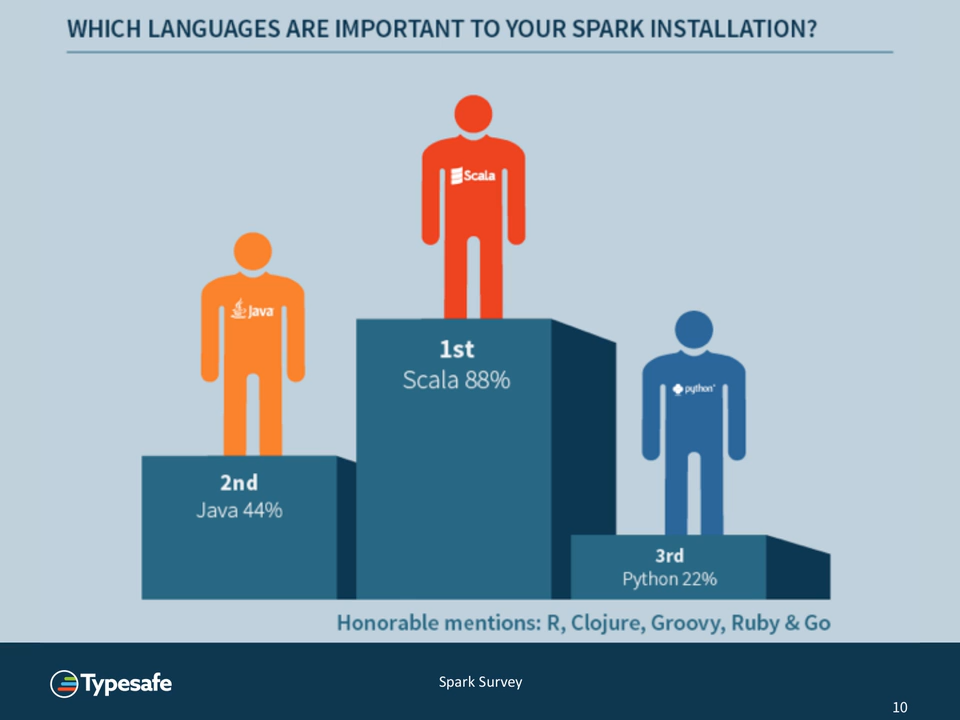 WHICH LANGUAGES ARE IMPORTANT TO YOUR SPARK INSTALLATION?
Scala
Java
python
1st
Scala 88%
2nd
Java 44%
3rd
Python 22%
Honorable mentions: R, Clojure, Groovy, Ruby & Go
Typesafe
Spark Survey
10